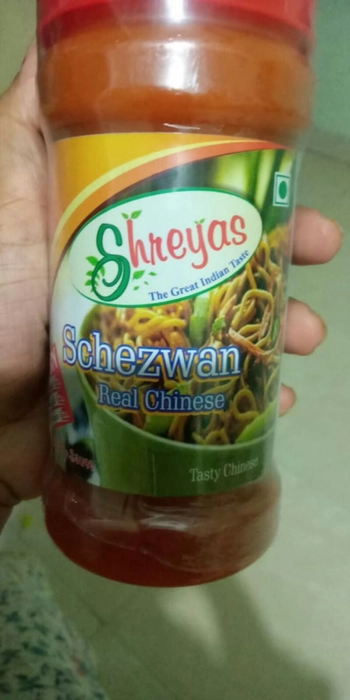 Shreyas
The Great Indian Taste
Schezwan
Real Chinese
Tasty Chinese